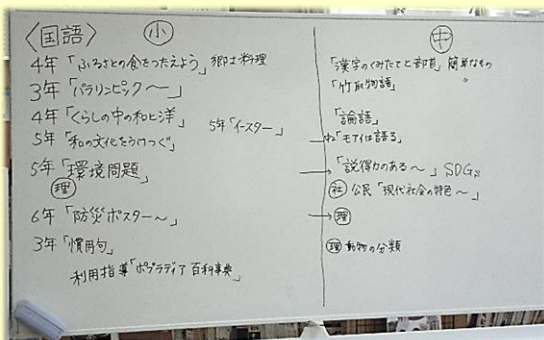 〈国語〉 小
4年「ふるさとの食をつたえよう」郷土料理
3年「パラリンピック〜」
4年「くらしの中の和と洋」
5年「イースター」
5年「和の文化をうけつぐ」
5年「環境問題」
理
6年「防災ポスター〜」
3年「慣用句」
利用指導「ポプラディア 百科事典」
中
「漢字のくみたてと部首」簡単なもの
「竹取物語」
「論語」
「モアイは語る」
→「説得力のある〜」SDGs
社 公民「現代社会の特色〜」
→理
理 動物の分類